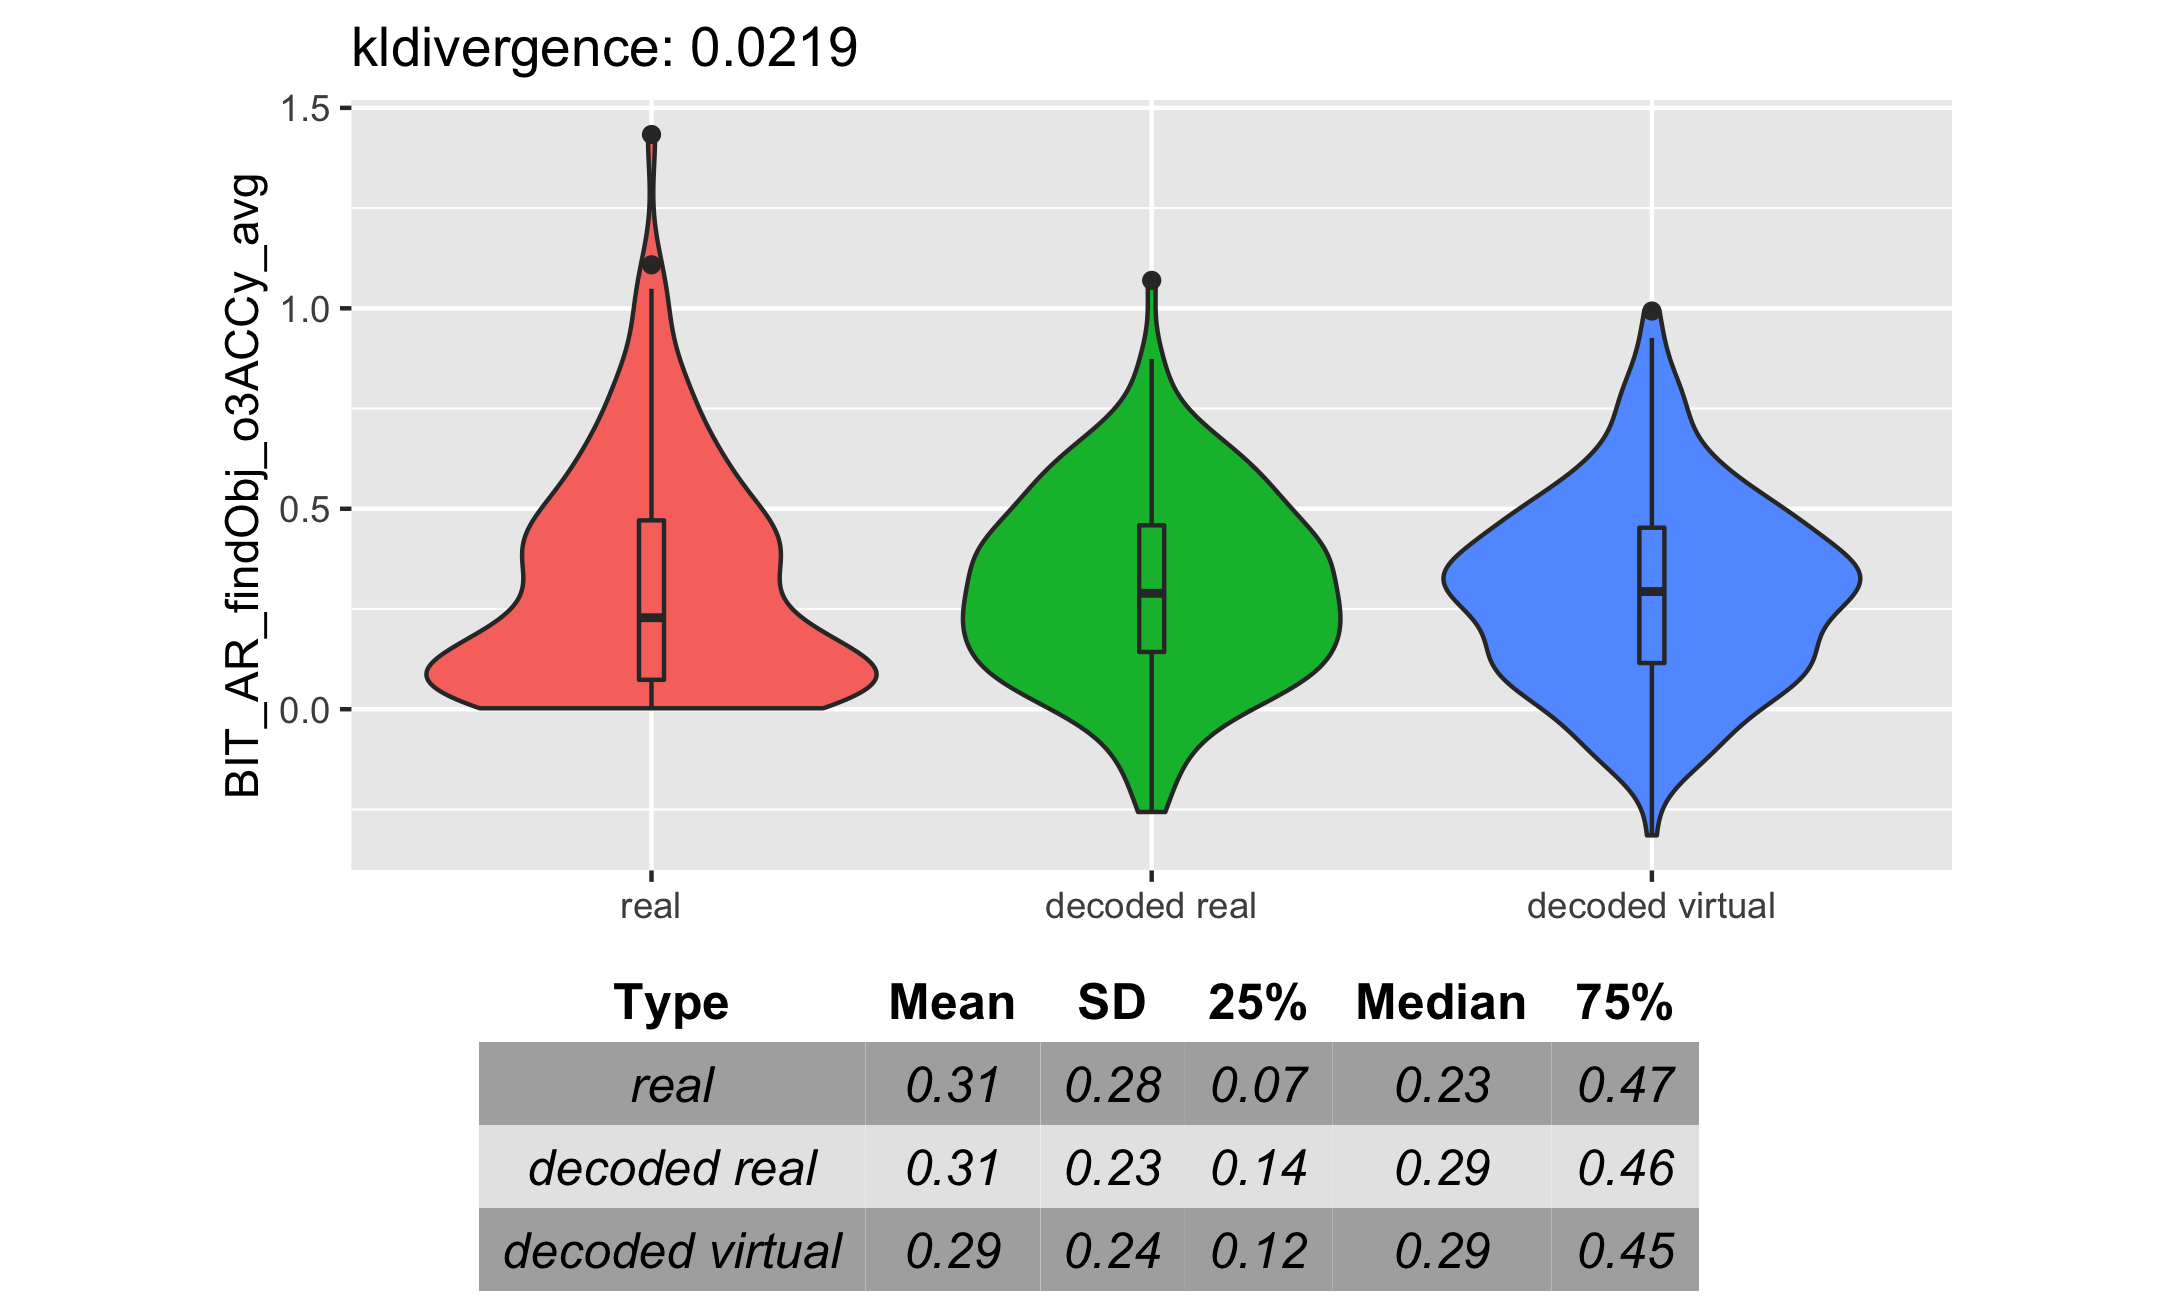 kldivergence: 0.0219
BIT_AR_findObj_o3ACCy_avg
1.5
1.0
0.5
0.0
real decoded real decoded virtual
Type Mean SD 25% Median 75%
real 0.31 0.28 0.07 0.23 0.47
decoded real 0.31 0.23 0.14 0.29 0.46
decoded virtual 0.29 0.24 0.12 0.29 0.45